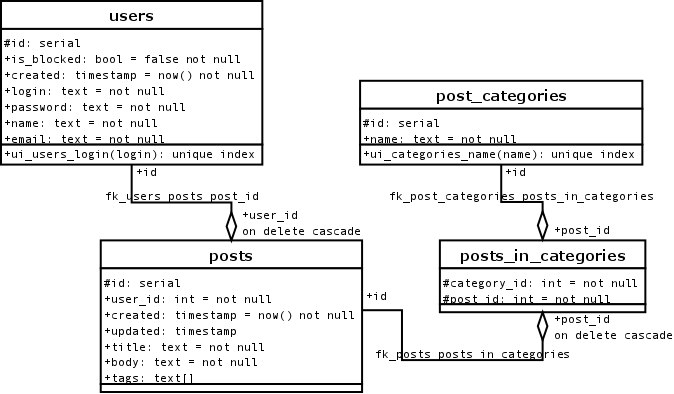 users
#id: serial
+is_blocked: bool = false not null
+created: timestamp = now() not null
+login: text = not null
+password: text = not null
+name: text = not null
+email: text = not null
+ui_users_login(login): unique index
post_categories
#id: serial
+name: text = not null
+ui_categories_name(name): unique index
+id
fk_users_posts_post_id
+user_id
on delete cascade
+id
fk_post_categories_posts_in_categories
+post_id
posts
#id: serial
+user_id: int = not null
+created: timestamp = now() not null
+updated: timestamp
+title: text = not null
+body: text = not null
+tags: text[]
posts_in_categories
#category_id: int = not null
#post_id: int = not null
+id
+post_id
on delete cascade
fk_posts_posts_in_categories